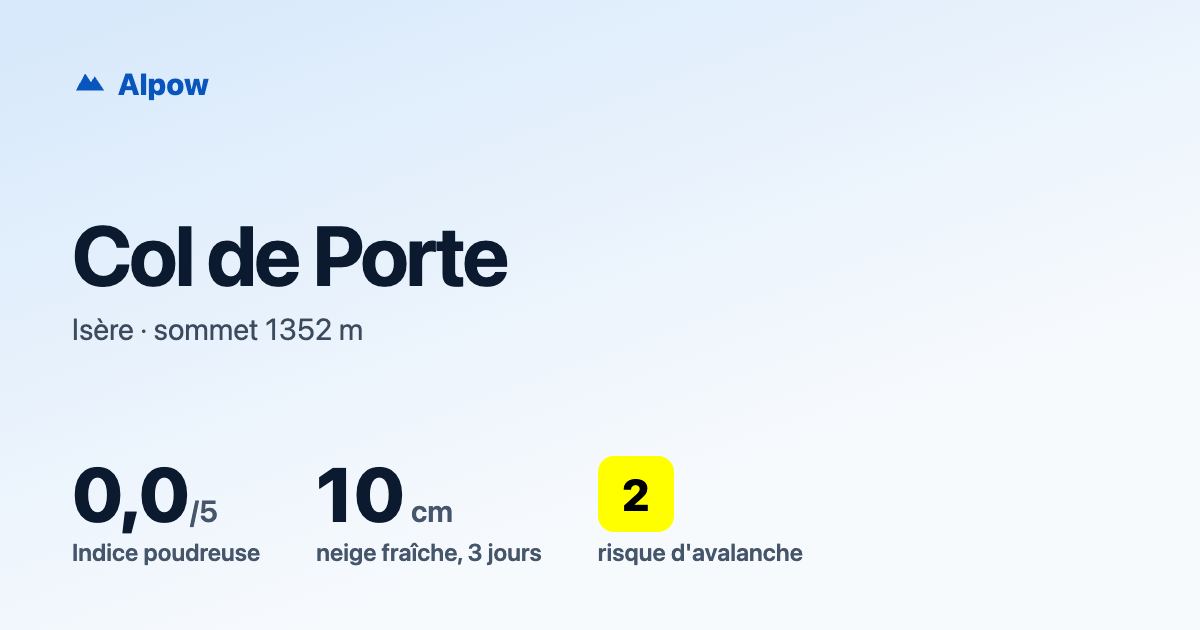 Alpow
Col de Porte
Isère · sommet 1352 m
0,0/5
Indice poudreuse
10 cm
neige fraîche, 3 jours
2
risque d'avalanche